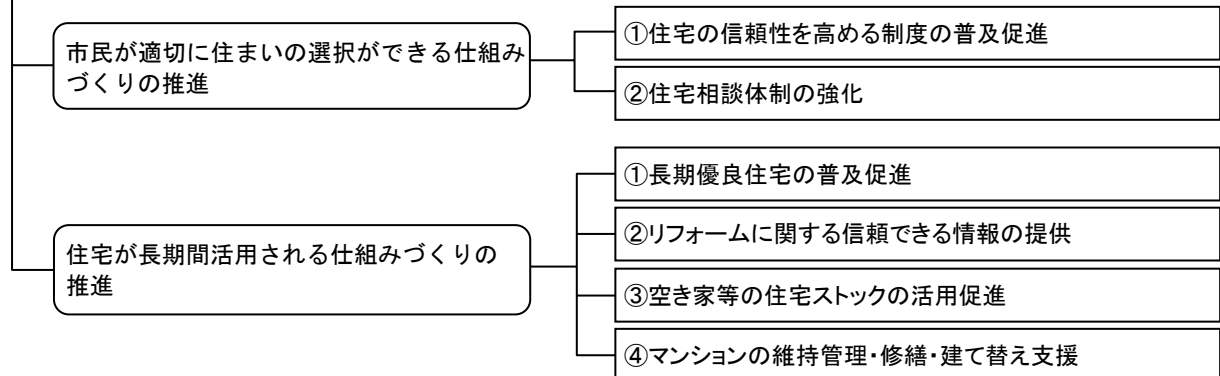 市民が適切に住まいの選択ができる仕組み
づくりの推進
①住宅の信頼性を高める制度の普及促進
②住宅相談体制の強化
住宅が長期間活用される仕組みづくりの
推進
①長期優良住宅の普及促進
②リフォームに関する信頼できる情報の提供
③空き家等の住宅ストックの活用促進
④マンションの維持管理・修繕・建て替え支援